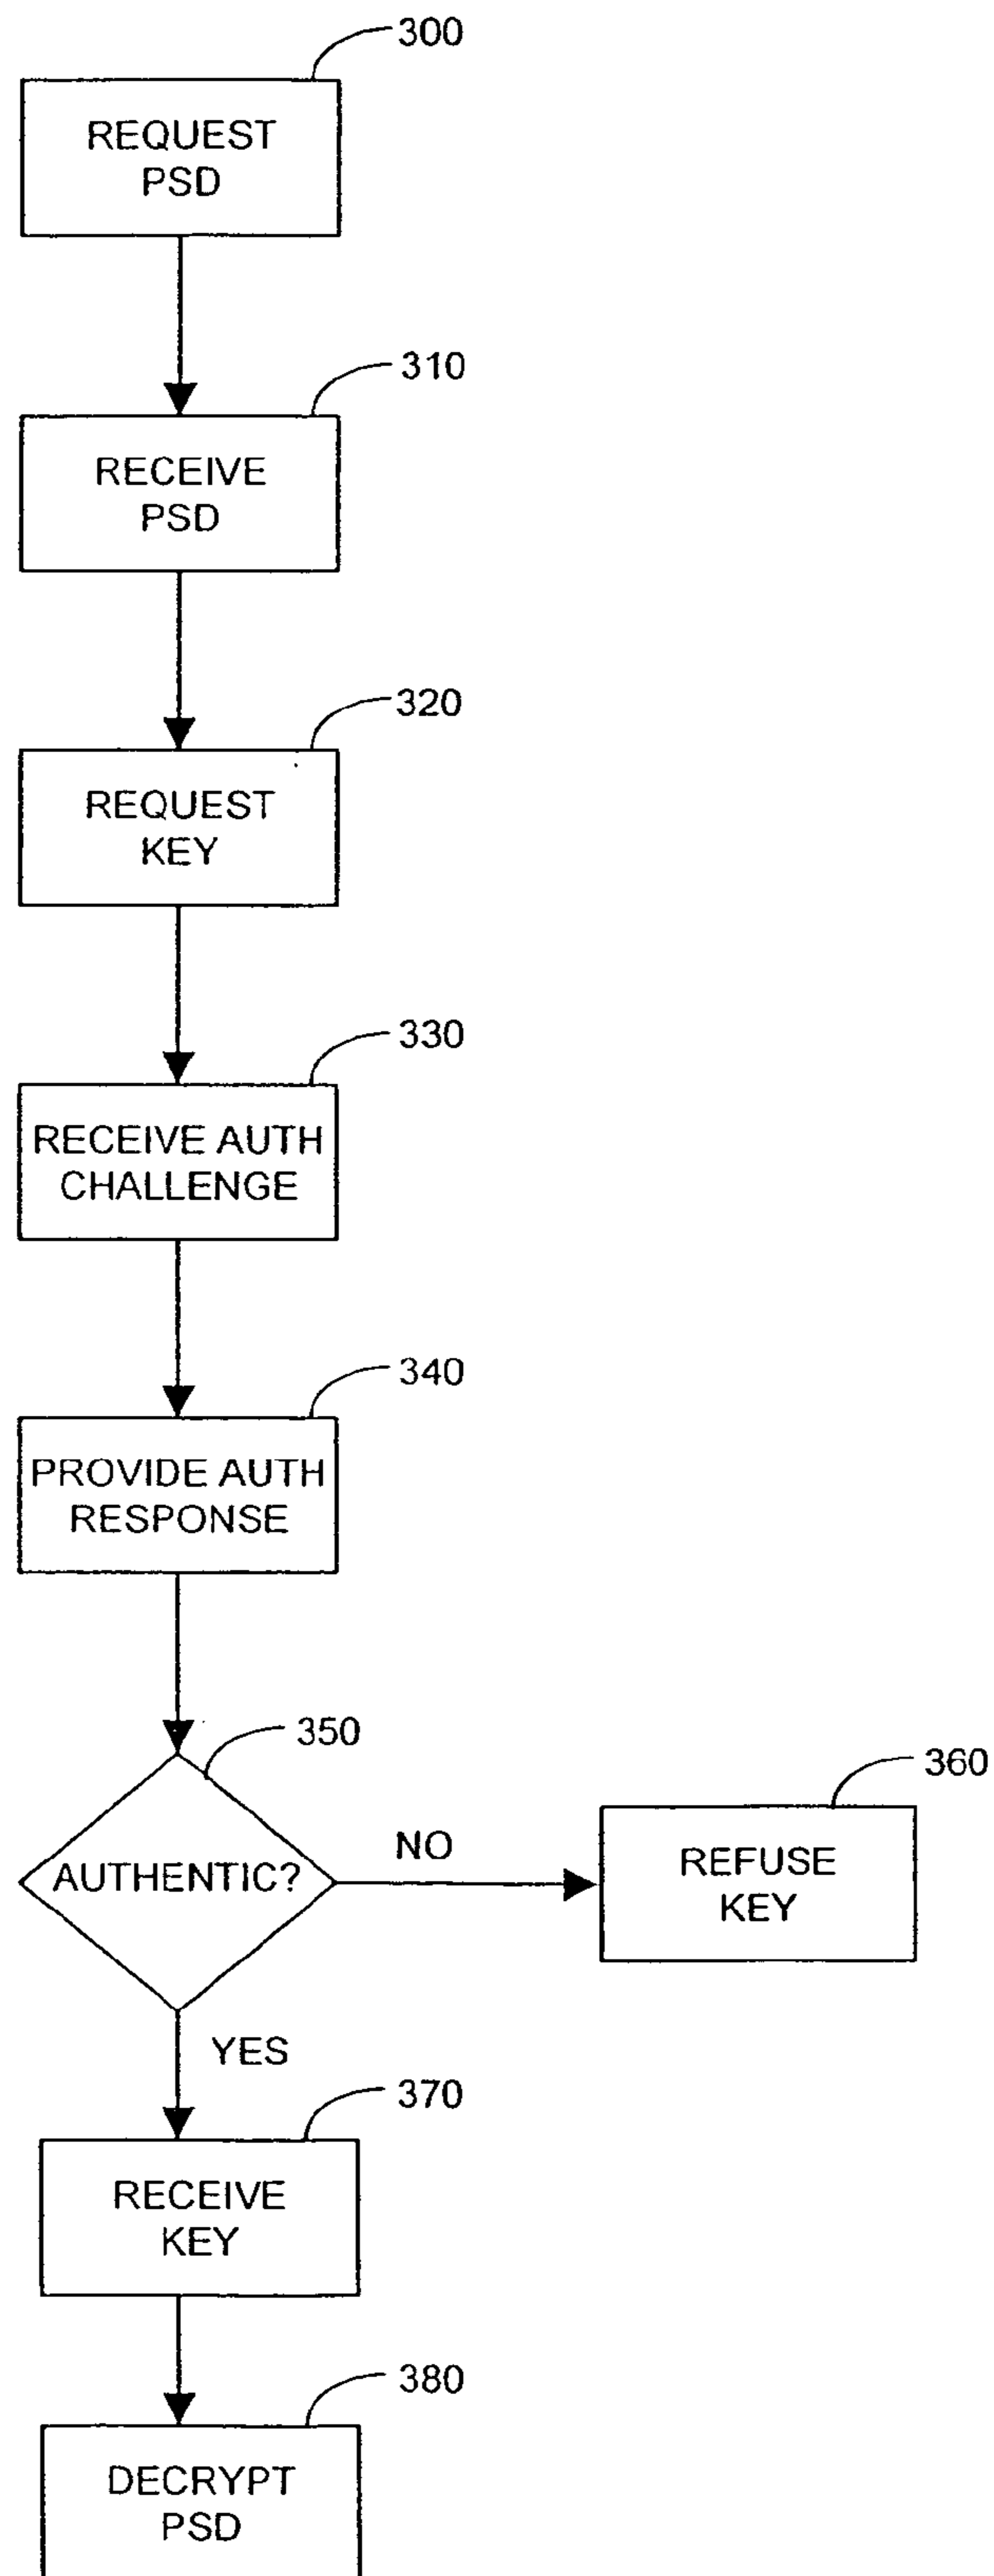 300
REQUEST
PSD
310
RECEIVE
PSD
320
REQUEST
KEY
330
RECEIVE AUTH
CHALLENGE
340
PROVIDE AUTH
RESPONSE
350
AUTHENTIC?
NO
360
REFUSE
KEY
YES
370
RECEIVE
KEY
380
DECRYPT
PSD